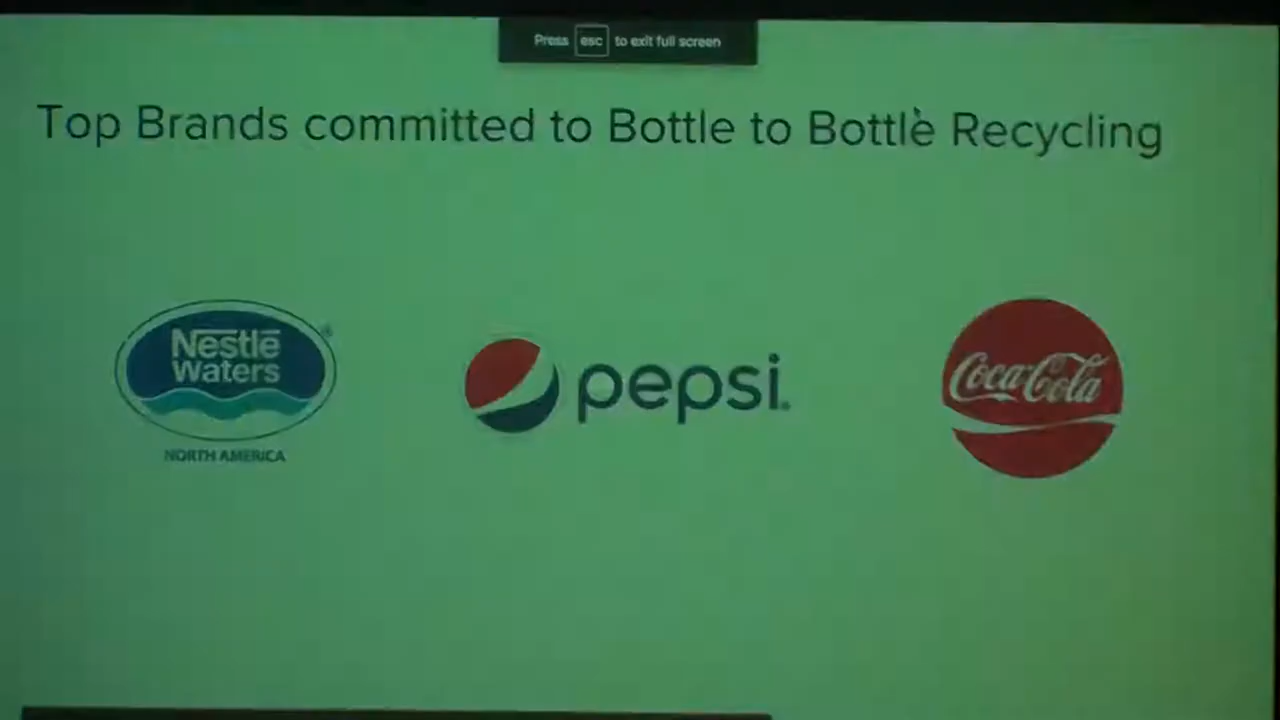 Press esc to exit full screen
Top Brands committed to Bottle to Bottle Recycling
Nestlé
Waters
®
NORTH AMERICA
pepsi®
Coca-Cola